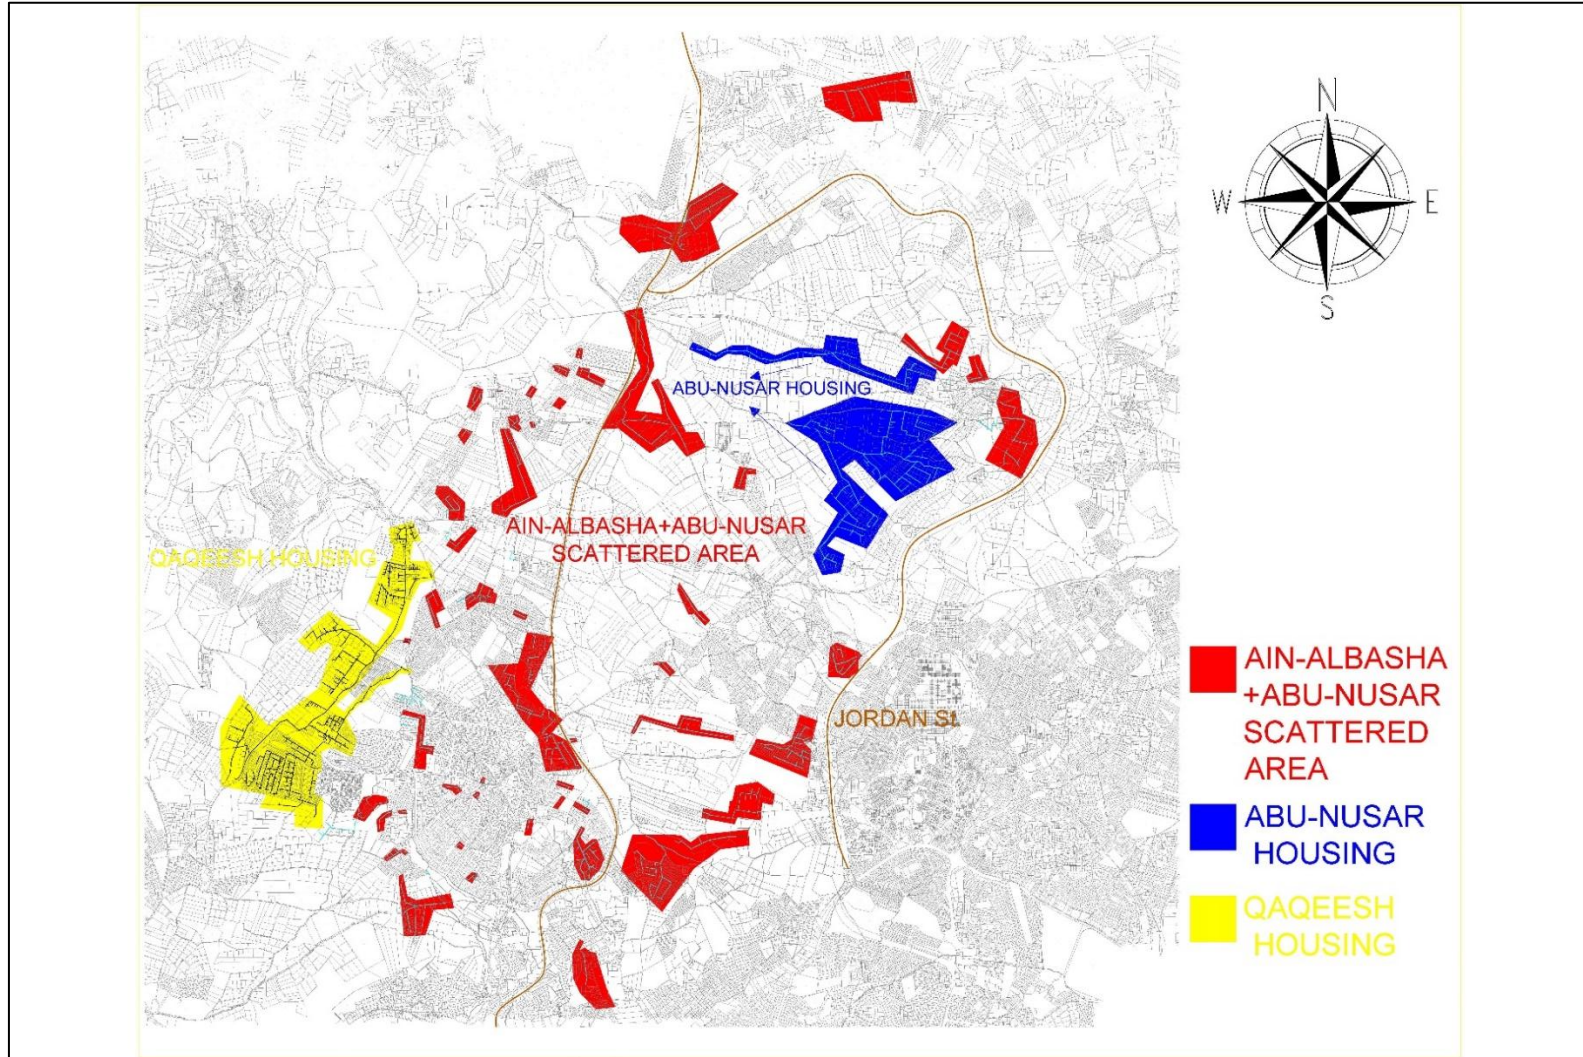 N
W
E
S
ABU-NUSAR HOUSING
AIN-ALBASHA+ABU-NUSAR
SCATTERED AREA
QAQEESH HOUSING
JORDAN St.
AIN-ALBASHA
+ABU-NUSAR
SCATTERED
AREA
ABU-NUSAR
HOUSING
QAQEESH
HOUSING